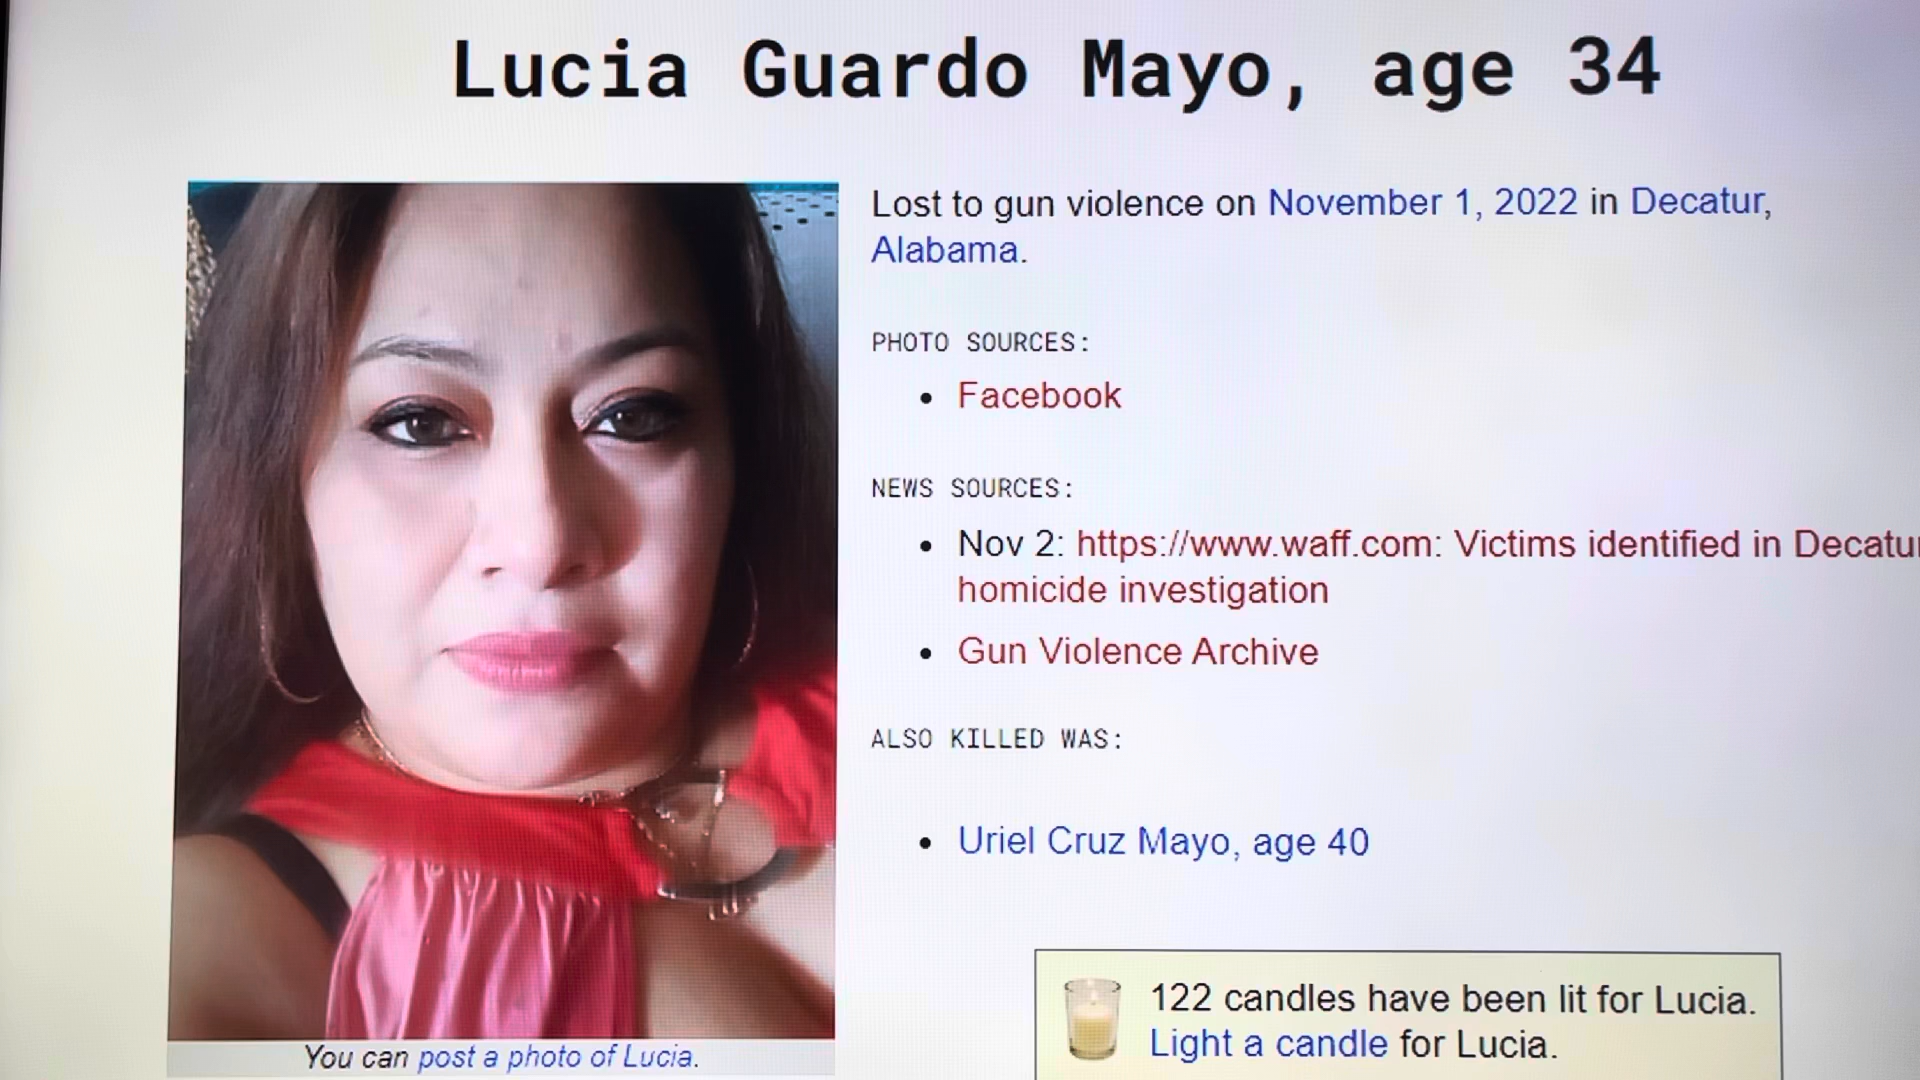 Lucia Guardo Mayo, age 34
Lost to gun violence on November 1, 2022 in Decatur,
Alabama.
PHOTO SOURCES:
Facebook
NEWS SOURCES:
Nov 2: https://www.waff.com: Victims identified in Decatur
homicide investigation
Gun Violence Archive
ALSO KILLED WAS:
Uriel Cruz Mayo, age 40
122 candles have been lit for Lucia.
Light a candle for Lucia.
You can post a photo of Lucia.